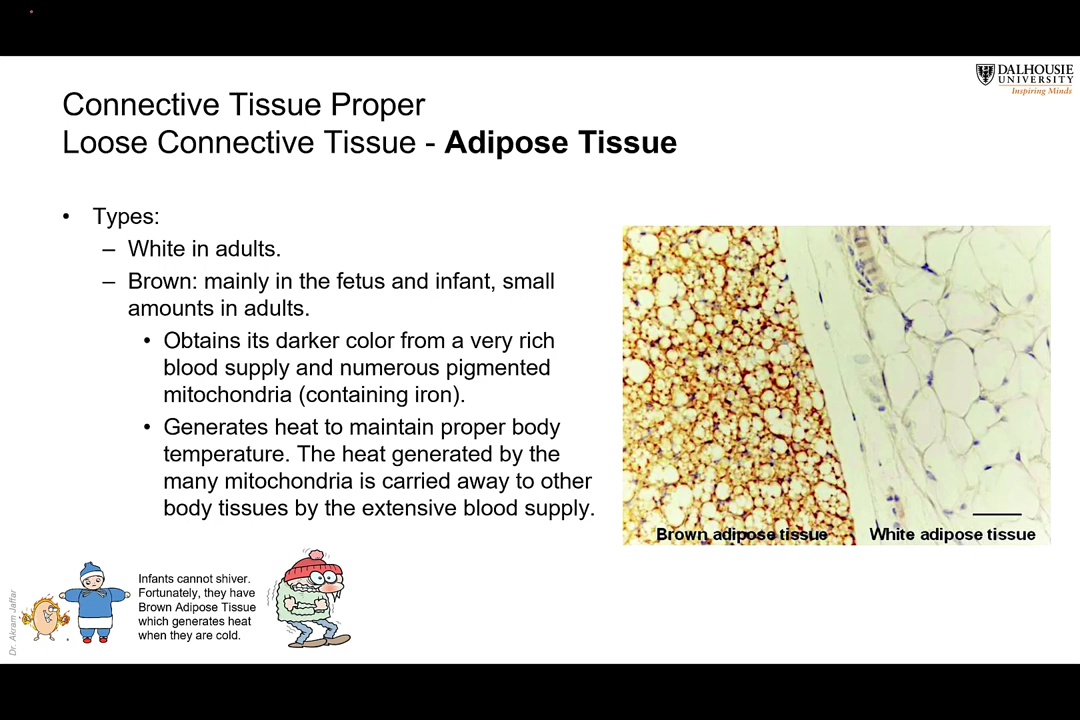 DALHOUSIE
UNIVERSITY
Inspiring Minds
Connective Tissue Proper
Loose Connective Tissue - Adipose Tissue
• Types:
– White in adults.
– Brown: mainly in the fetus and infant, small
amounts in adults.
• Obtains its darker color from a very rich
blood supply and numerous pigmented
mitochondria (containing iron).
• Generates heat to maintain proper body
temperature. The heat generated by the
many mitochondria is carried away to other
body tissues by the extensive blood supply.
Brown adipose tissue
White adipose tissue
Infants cannot shiver.
Fortunately, they have
Brown Adipose Tissue
which generates heat
when they are cold.
Dr. Akram Jaffar